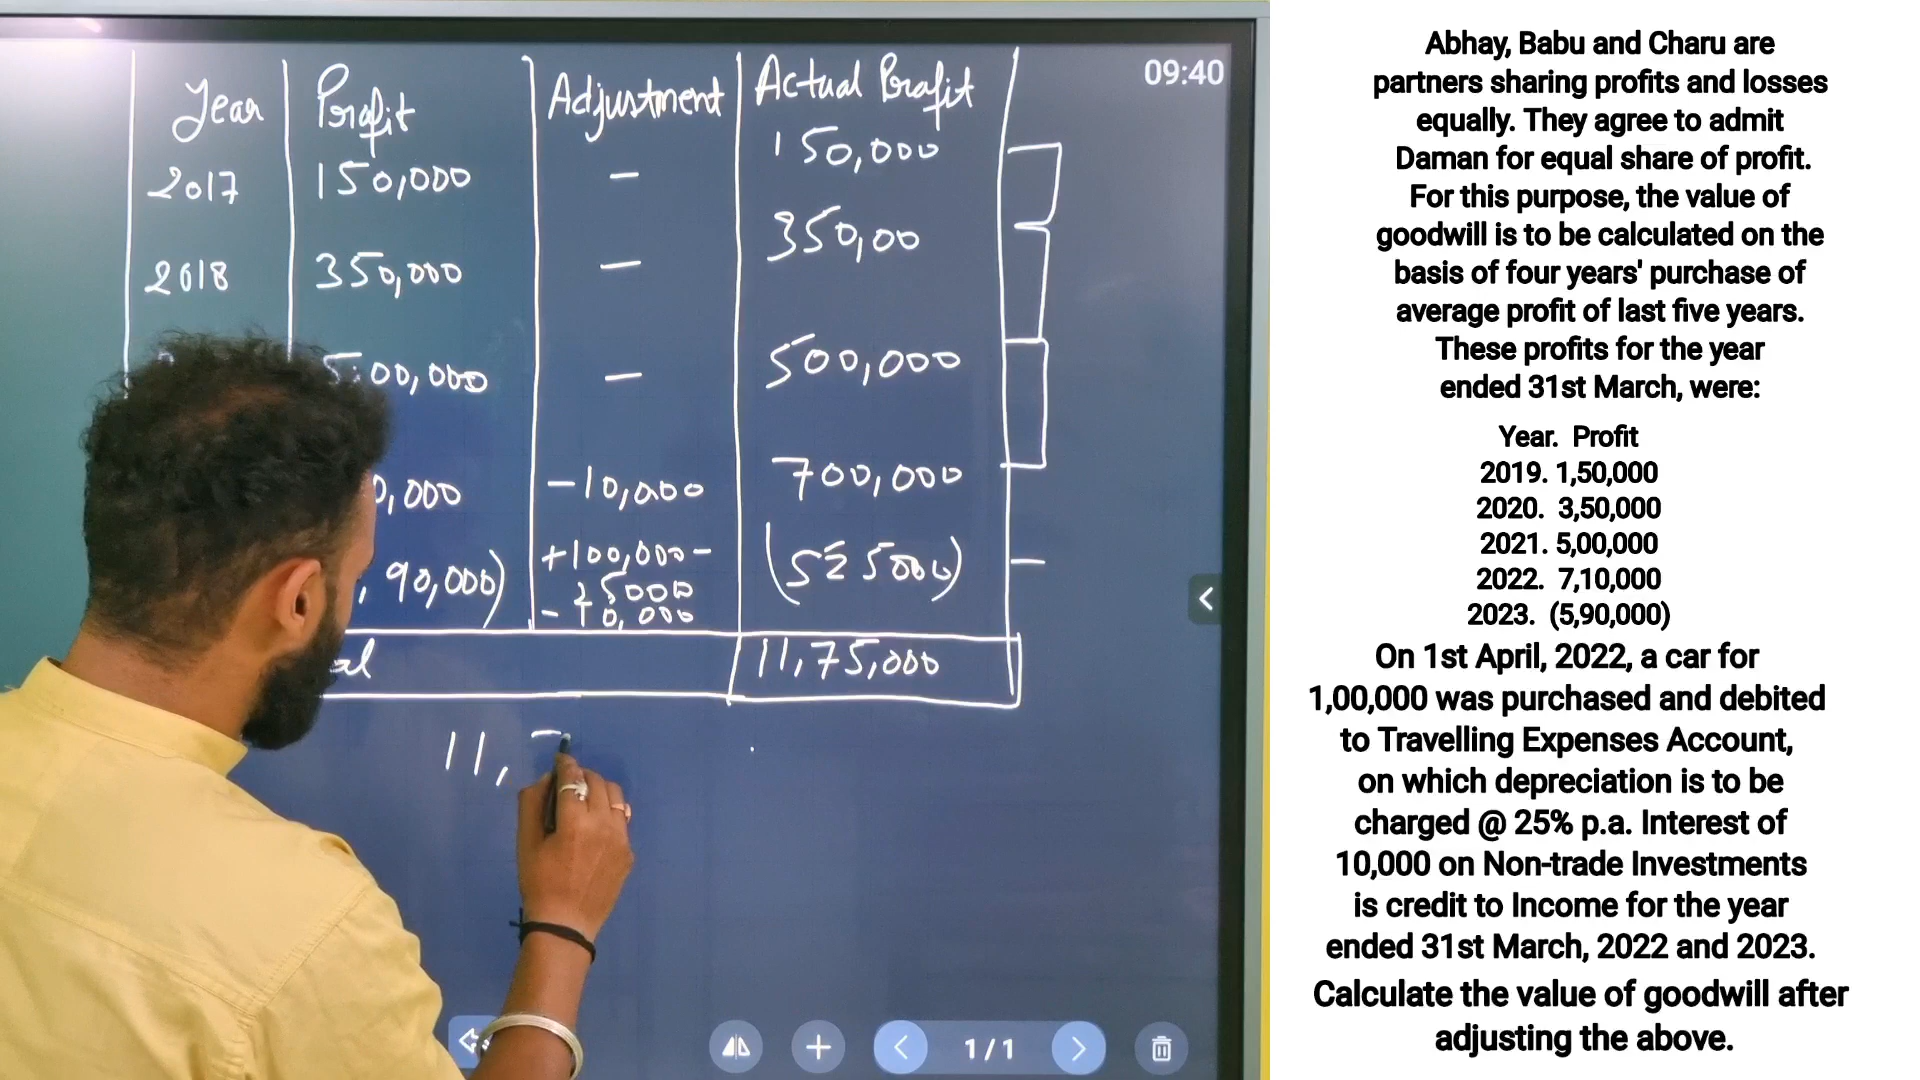 Year Profit Adjustment Actual Profit
09:40
2017 150,000 - 150,000
2018 350,000 - 350,00
500,000 - 500,000
0,000 -10,000 700,000
, 90,000) +100,000- (525000)
25000
- 10,000
al 11,75,000
11, 7
1/1
Abhay, Babu and Charu are
partners sharing profits and losses
equally. They agree to admit
Daman for equal share of profit.
For this purpose, the value of
goodwill is to be calculated on the
basis of four years' purchase of
average profit of last five years.
These profits for the year
ended 31st March, were:
Year. Profit
2019. 1,50,000
2020. 3,50,000
2021. 5,00,000
2022. 7,10,000
2023. (5,90,000)
On 1st April, 2022, a car for
1,00,000 was purchased and debited
to Travelling Expenses Account,
on which depreciation is to be
charged @ 25% p.a. Interest of
10,000 on Non-trade Investments
is credit to Income for the year
ended 31st March, 2022 and 2023.
Calculate the value of goodwill after
adjusting the above.